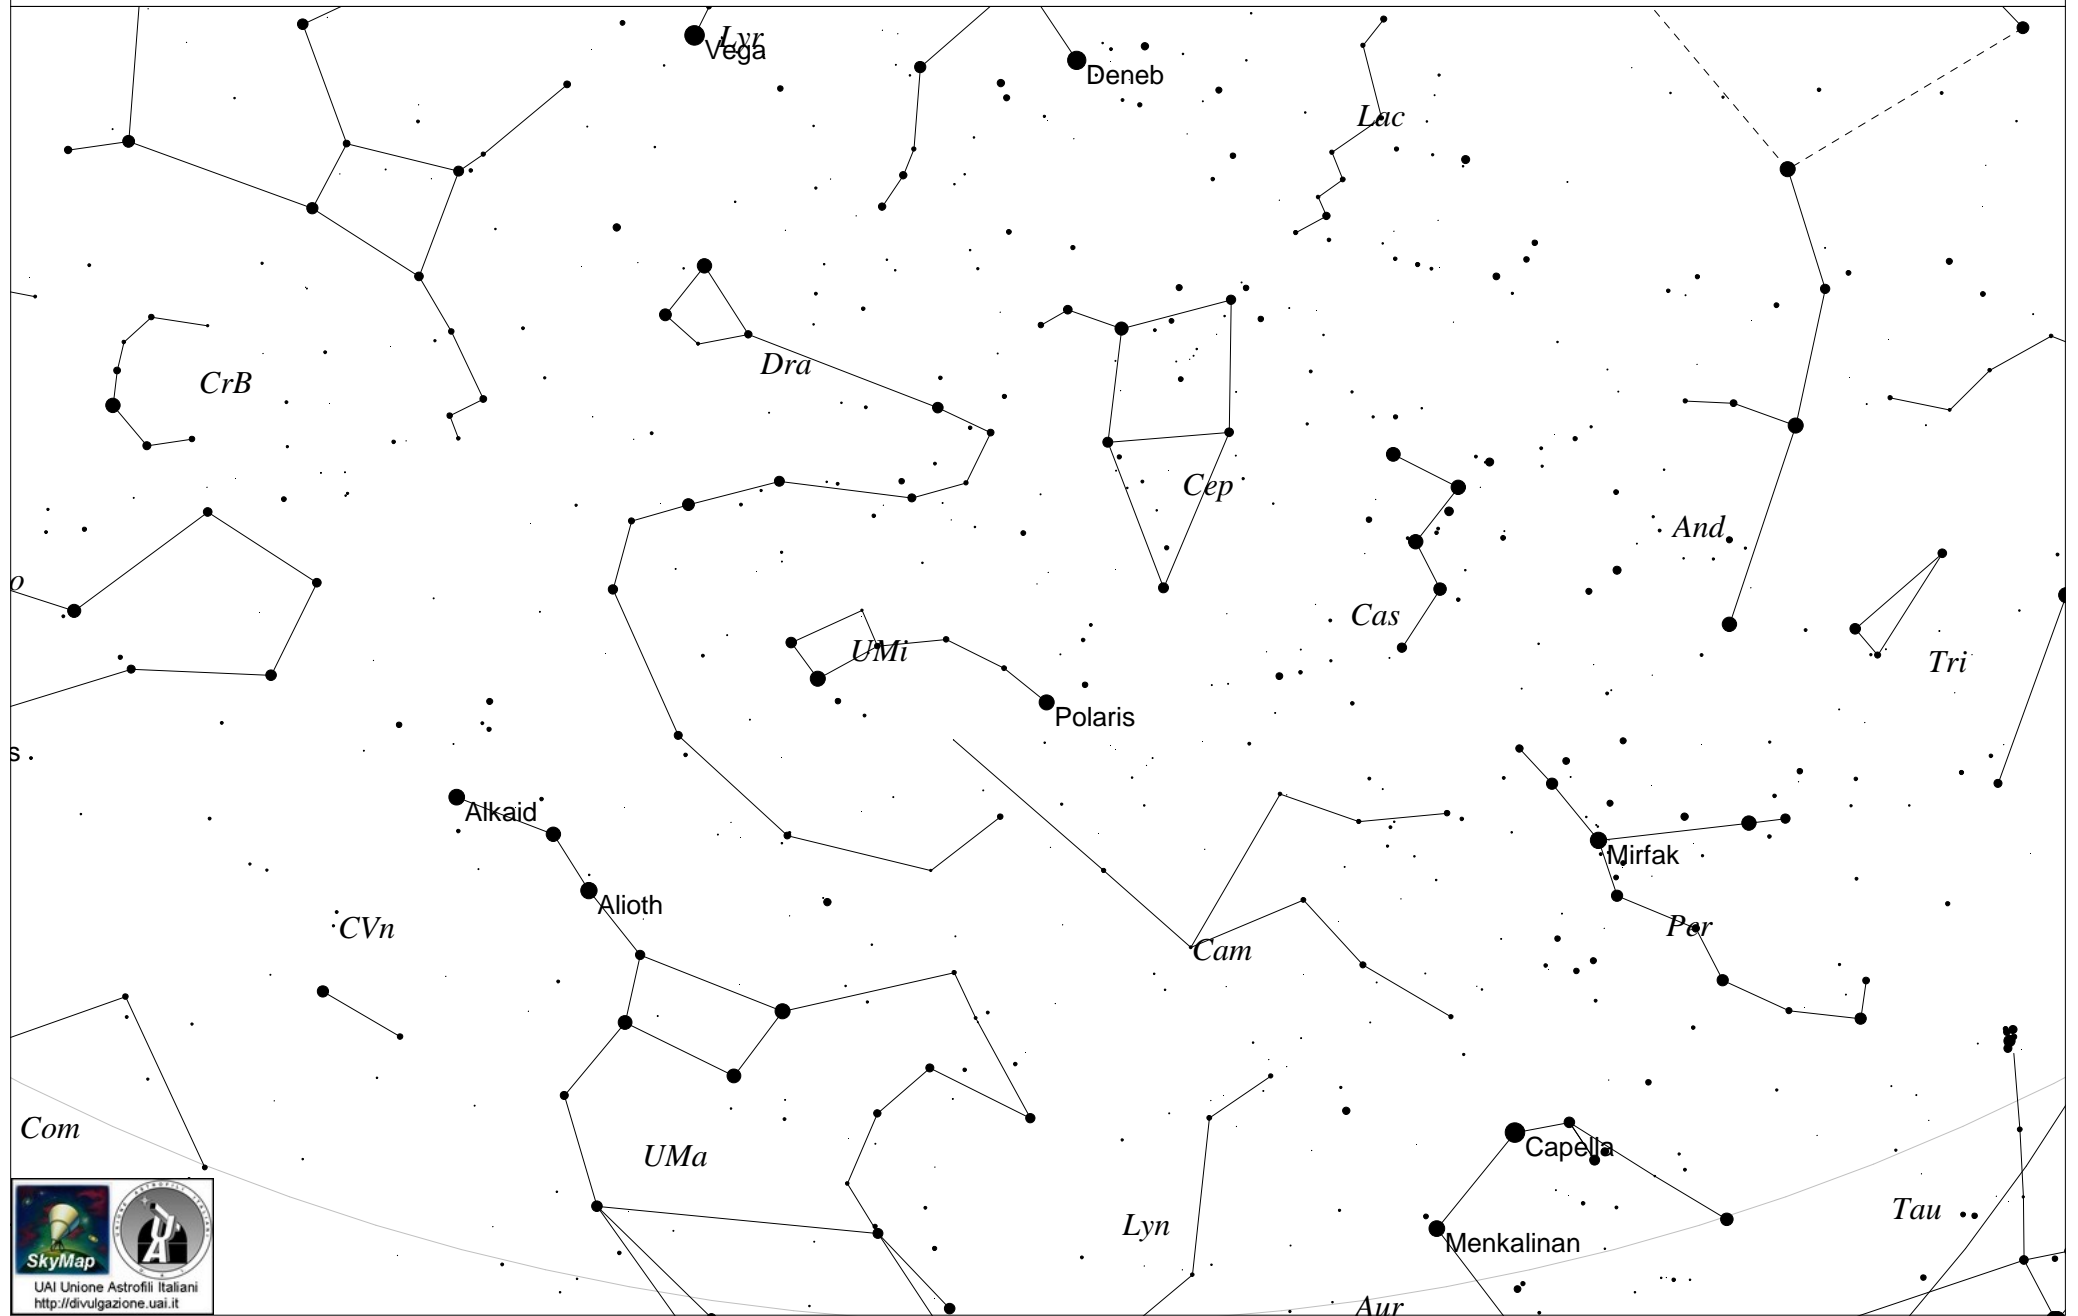 Lyr
Vega
Deneb
Lac
Dra
CrB
Cep
And
o
Cas
UMi
Tri
Polaris
s
Alkaid
Mirfak
Alioth
Per
CVn
Cam
Com
Capella
UMa
Tau
Lyn
Menkalinan
Aur
SkyMap
UAI
UAI Unione Astrofili Italiani
http://divulgazione.uai.it